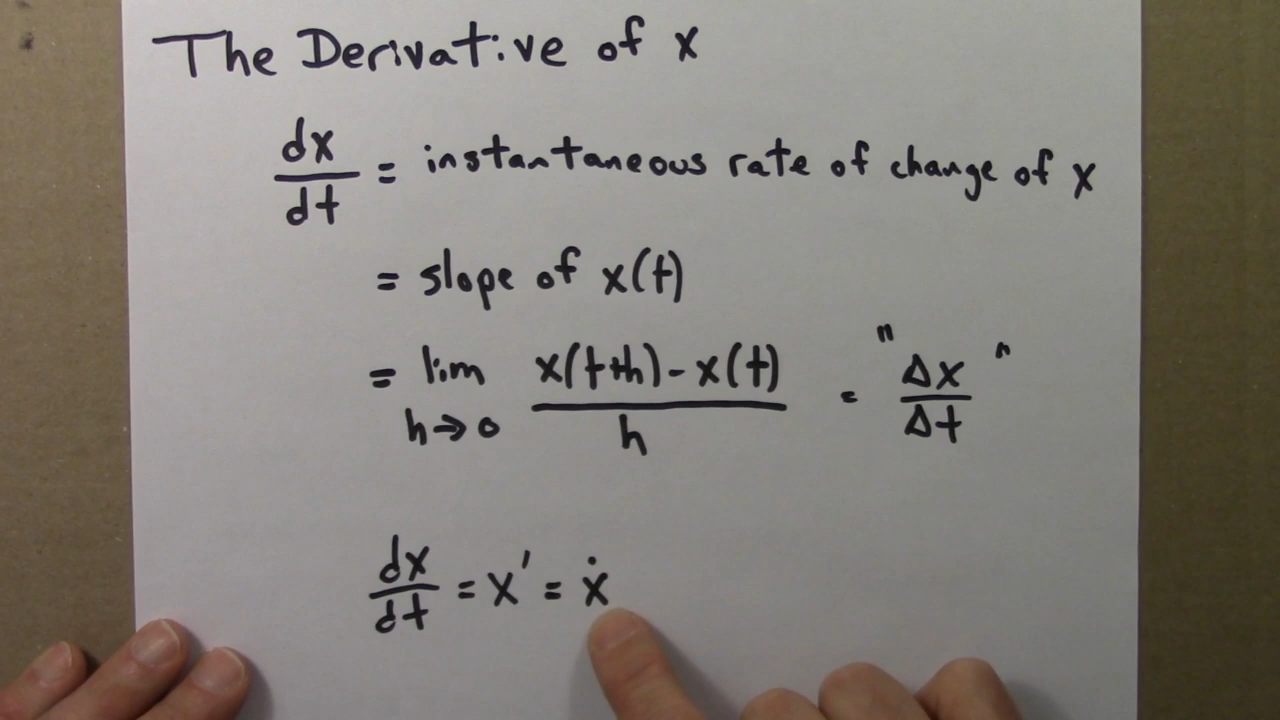 The Derivative of x
dx/dt = instantaneous rate of change of x
= slope of x(t)
= lim h→0 x(t+h)-x(t)/h = "Δx/Δt"
dx/dt = x' = ẋ